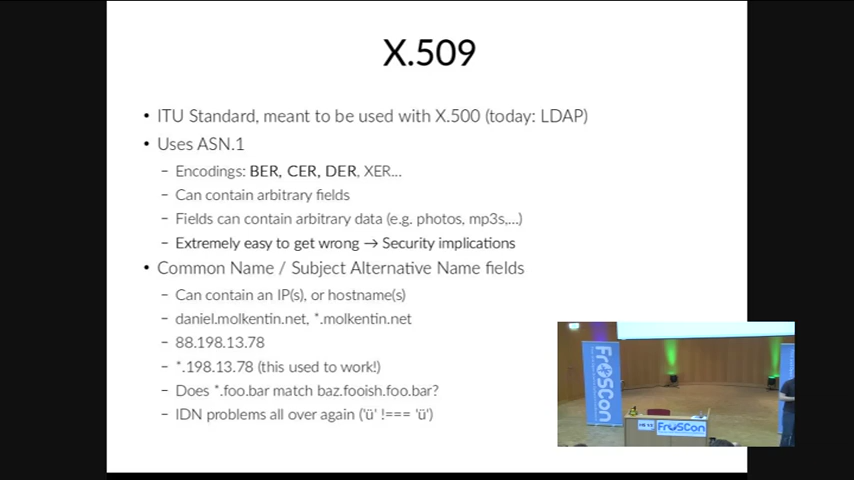 X.509
• ITU Standard, meant to be used with X.500 (today: LDAP)
• Uses ASN.1
– Encodings: BER, CER, DER, XER...
– Can contain arbitrary fields
– Fields can contain arbitrary data (e.g. photos, mp3s,...)
– Extremely easy to get wrong → Security implications
• Common Name / Subject Alternative Name fields
– Can contain an IP(s), or hostname(s)
– daniel.molkentin.net, *.molkentin.net
– 88.198.13.78
– *.198.13.78 (this used to work!)
– Does *.foo.bar match baz.fooish.foo.bar?
– IDN problems all over again ('ü' !=== 'ü')
FrOSCon
FrOSCon